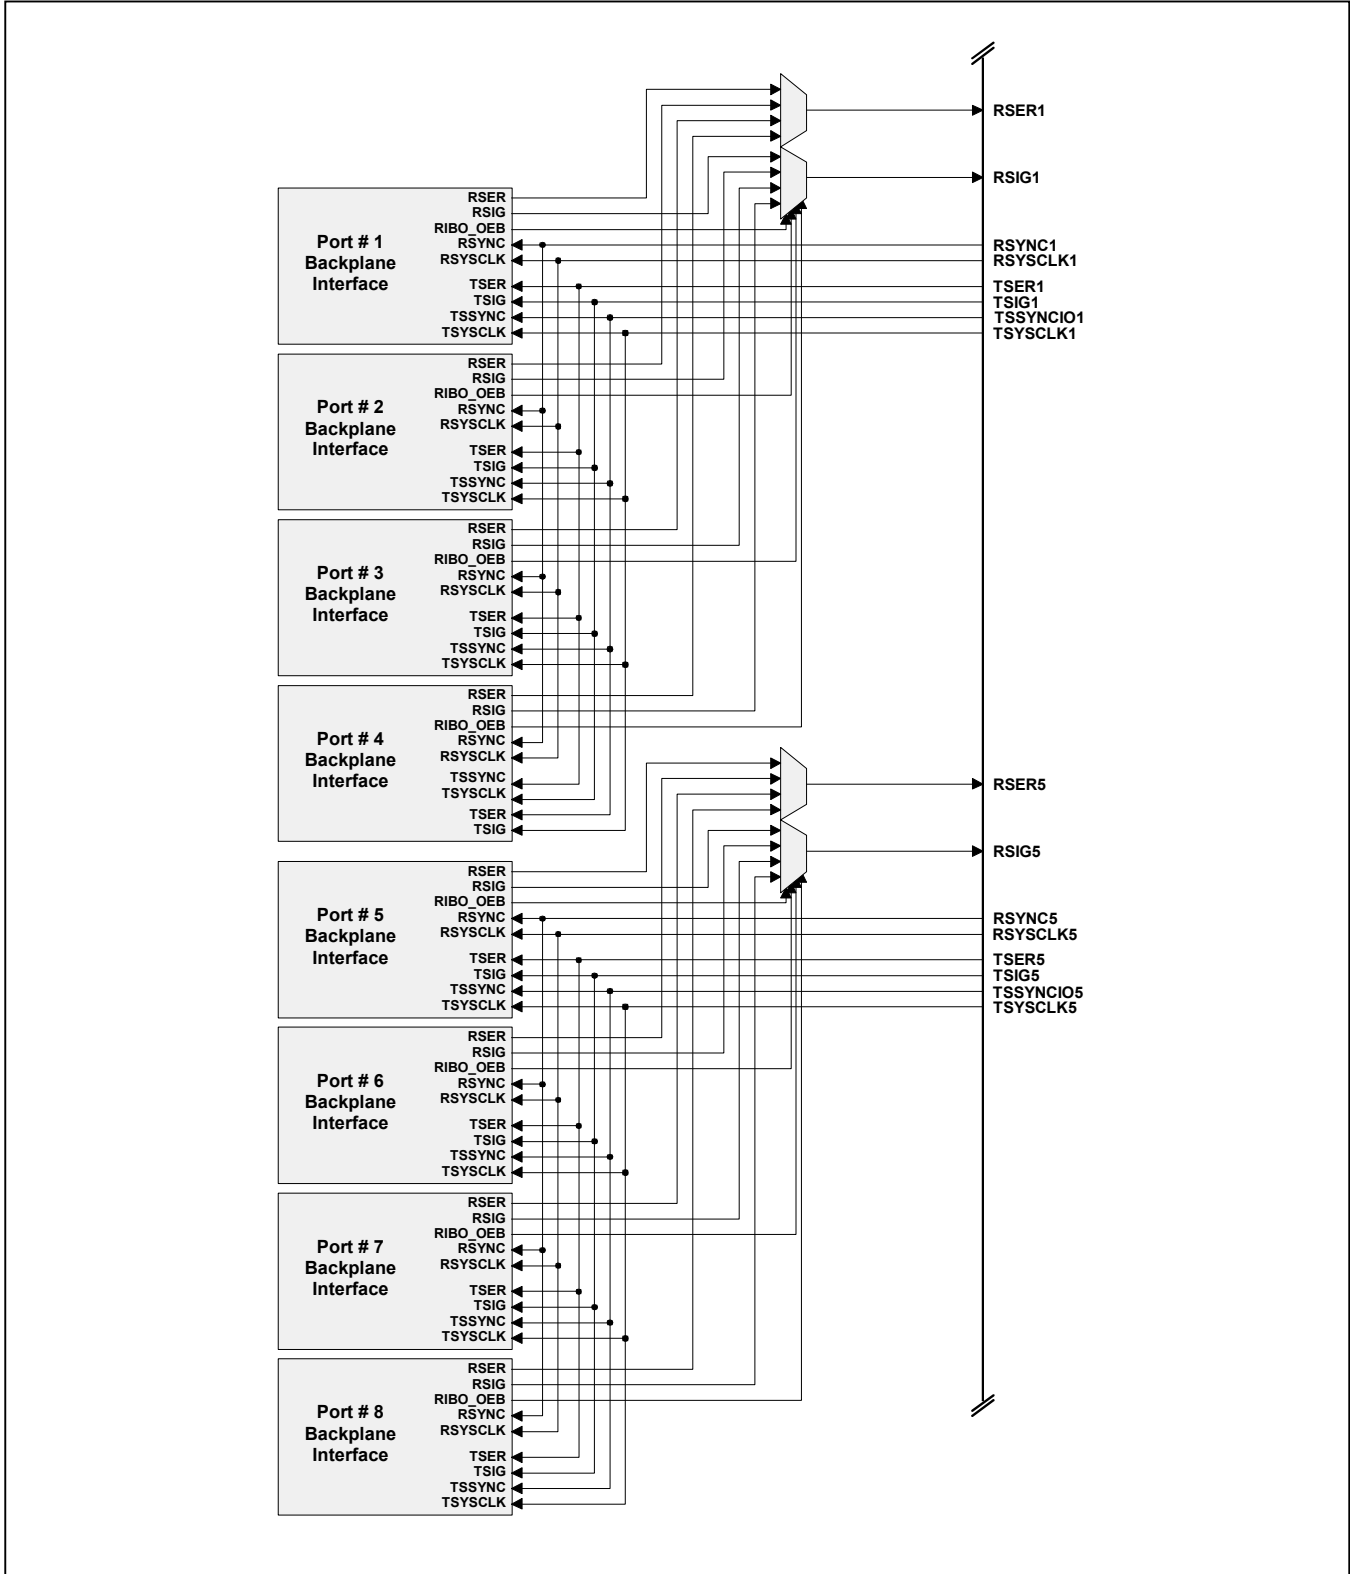 RSER1
RSIG1
Port # 1
Backplane
Interface
RSER
RSIG
RIBO_OEB
RSYNC
RSYSCLK
TSER
TSIG
TSSYNC
TSYSCLK
RSYNC1
RSYSCLK1
TSER1
TSIG1
TSSYNCIO1
TSYSCLK1
Port # 2
Backplane
Interface
RSER
RSIG
RIBO_OEB
RSYNC
RSYSCLK
TSER
TSIG
TSSYNC
TSYSCLK
Port # 3
Backplane
Interface
RSER
RSIG
RIBO_OEB
RSYNC
RSYSCLK
TSER
TSIG
TSSYNC
TSYSCLK
Port # 4
Backplane
Interface
RSER
RSIG
RIBO_OEB
RSYNC
RSYSCLK
TSSYNC
TSYSCLK
TSER
TSIG
RSER5
RSIG5
Port # 5
Backplane
Interface
RSER
RSIG
RIBO_OEB
RSYNC
RSYSCLK
TSER
TSIG
TSSYNC
TSYSCLK
RSYNC5
RSYSCLK5
TSER5
TSIG5
TSSYNCIO5
TSYSCLK5
Port # 6
Backplane
Interface
RSER
RSIG
RIBO_OEB
RSYNC
RSYSCLK
TSER
TSIG
TSSYNC
TSYSCLK
Port # 7
Backplane
Interface
RSER
RSIG
RIBO_OEB
RSYNC
RSYSCLK
TSER
TSIG
TSSYNC
TSYSCLK
Port # 8
Backplane
Interface
RSER
RSIG
RIBO_OEB
RSYNC
RSYSCLK
TSER
TSIG
TSSYNC
TSYSCLK